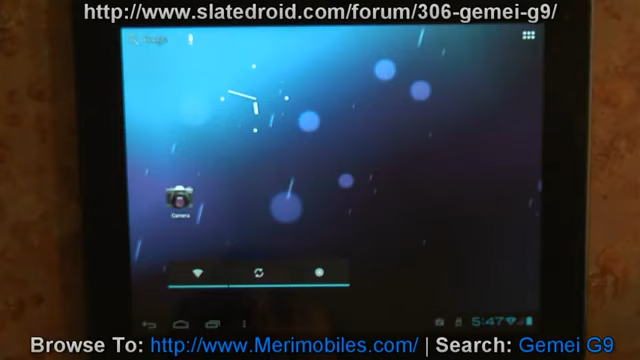 http://www.slatedroid.com/forum/306-gemei-g9/
Google
Camera
5:47
Browse To: http://www.Merimobiles.com/ | Search: Gemei G9